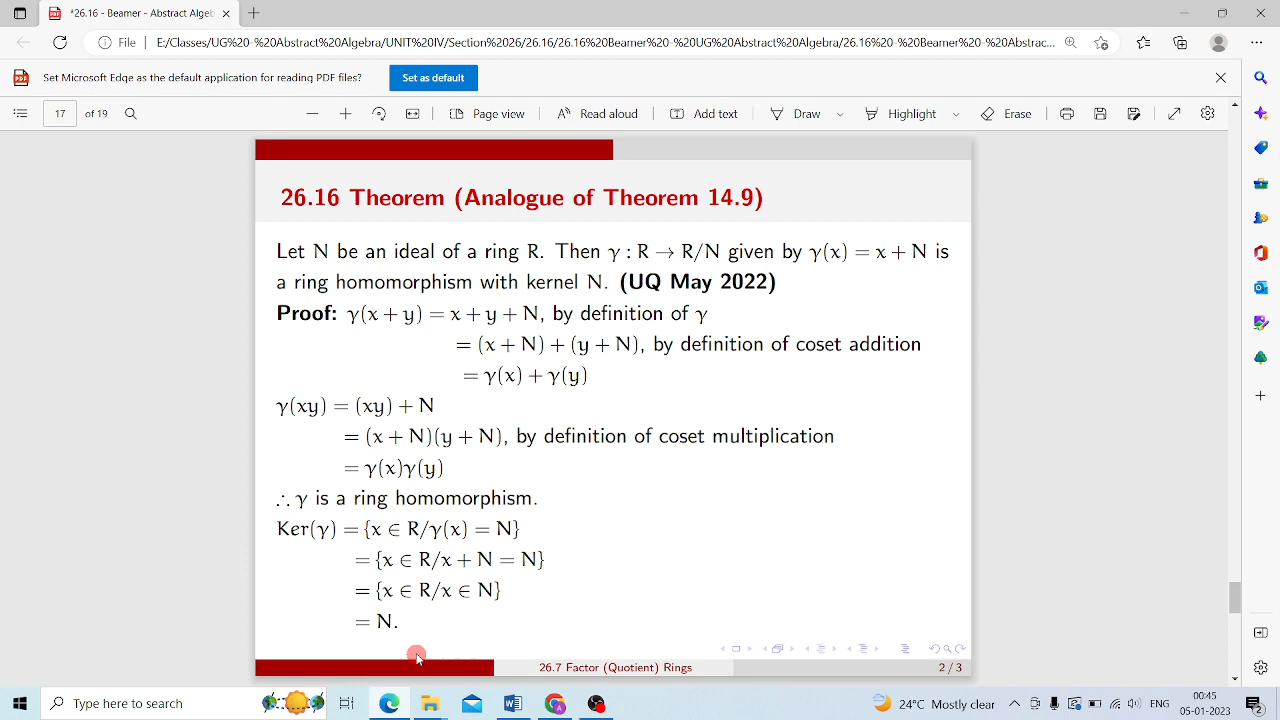 *26.16 - Beamer - Abstract Algeb
File
E:/Classes/UG%20-%20Abstract%20Algebra/UNIT%20IV/Section%2026/26.16/26.16%20-%20Beamer%20-%20UG%20Abstract%20Algebra/26.16%20-%20Beamer%20-%20Abstrac...
Set Microsoft Edge as the default application for reading PDF files?
Set as default
17 of 19
Page view
Read aloud
Add text
Draw
Highlight
Erase
26.16 Theorem (Analogue of Theorem 14.9)
Let N be an ideal of a ring R. Then γ : R → R/N given by γ(x) = x + N is
a ring homomorphism with kernel N. (UQ May 2022)
Proof: γ(x + y) = x + y + N, by definition of γ
= (x + N) + (y + N), by definition of coset addition
= γ(x) + γ(y)
γ(xy) = (xy) + N
= (x + N)(y + N), by definition of coset multiplication
= γ(x)γ(y)
∴ γ is a ring homomorphism.
Ker(γ) = {x ∈ R/γ(x) = N}
= {x ∈ R/x + N = N}
= {x ∈ R/x ∈ N}
= N.
26.7 Factor (Quotient) Rings
2 / 3
Type here to search
24°C Mostly clear
ENG
00:45
05-01-2023
2